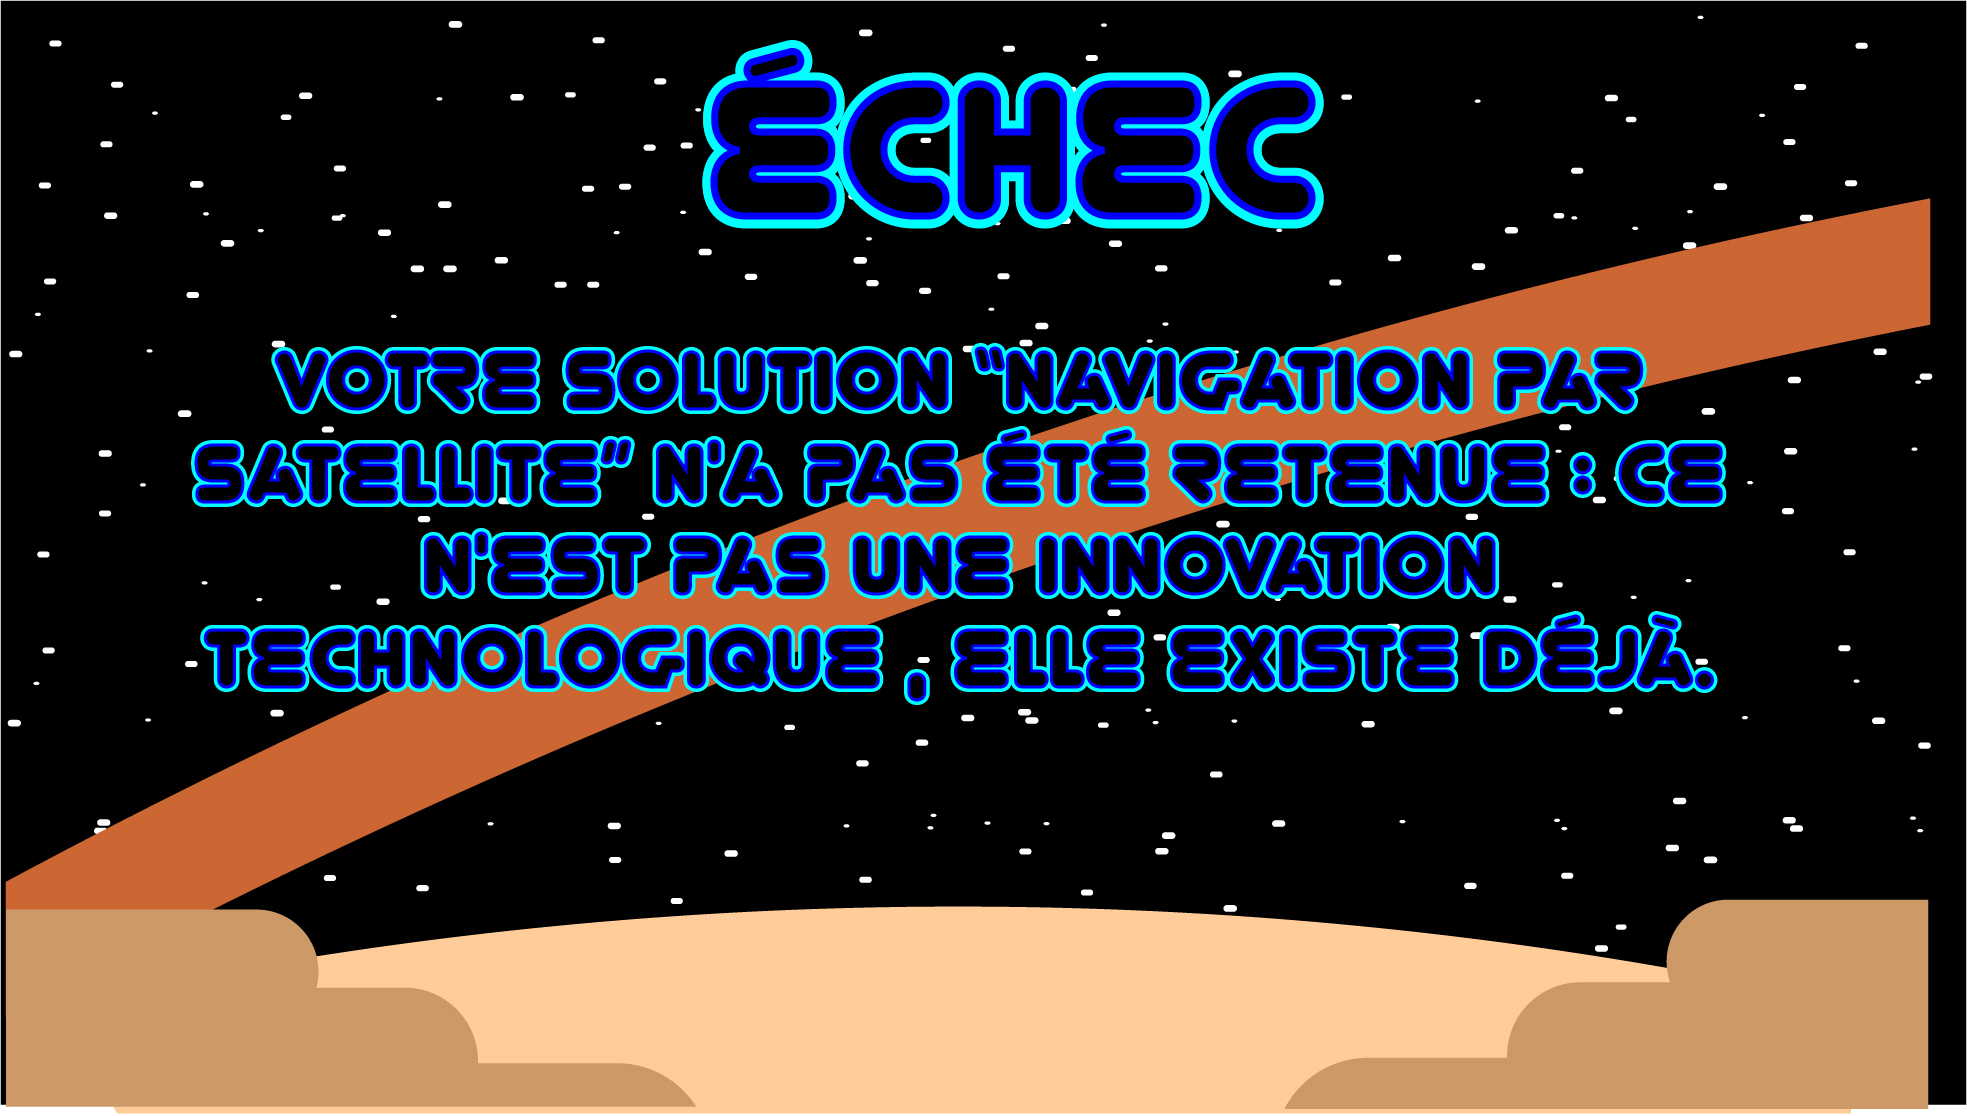 ÉCHEC
VOTRE SOLUTION "NAVIGATION PAR
SATELLITE" N'A PAS ÉTÉ RETENUE : CE
N'EST PAS UNE INNOVATION
TECHNOLOGIQUE , ELLE EXISTE DÉJÀ.